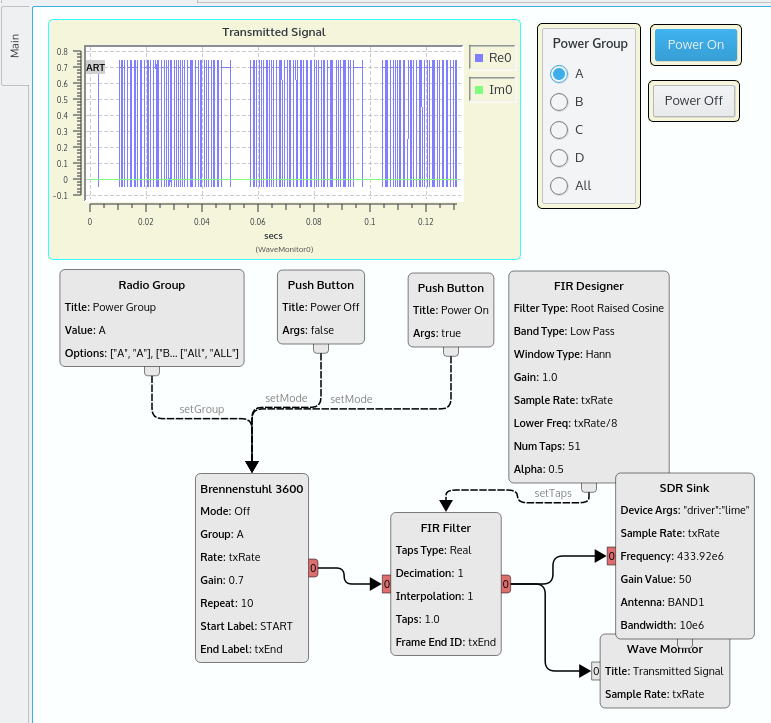 Main
Transmitted Signal
0.8
0.7
0.6
0.5
0.4
0.3
0.2
0.1
0
-0.1
ART
Re0
Im0
0 0.02 0.04 0.06 0.08 0.1 0.12
secs
(WaveMonitor0)
Power Group
A
B
C
D
All
Power On
Power Off
Radio Group
Title: Power Group
Value: A
Options: ["A", "A"], ["B... ["All", "ALL"]
Push Button
Title: Power Off
Args: false
Push Button
Title: Power On
Args: true
FIR Designer
Filter Type: Root Raised Cosine
Band Type: Low Pass
Window Type: Hann
Gain: 1.0
Sample Rate: txRate
Lower Freq: txRate/8
Num Taps: 51
Alpha: 0.5
setGroup
setMode
setMode
setTaps
Brennenstuhl 3600
Mode: Off
Group: A
Rate: txRate
Gain: 0.7
Repeat: 10
Start Label: START
End Label: txEnd
0
0
FIR Filter
Taps Type: Real
Decimation: 1
Interpolation: 1
Taps: 1.0
Frame End ID: txEnd
0
0
SDR Sink
Device Args: "driver":"lime"
Sample Rate: txRate
Frequency: 433.92e6
Gain Value: 50
Antenna: BAND1
Bandwidth: 10e6
0
Wave Monitor
Title: Transmitted Signal
Sample Rate: txRate